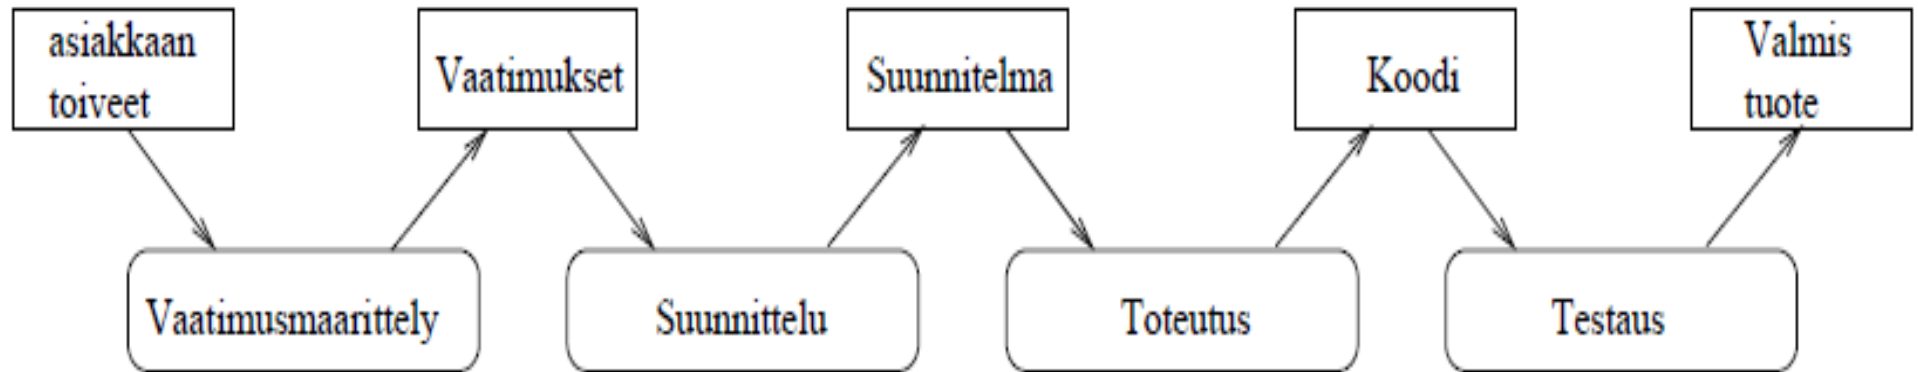 asiakkaan
toiveet
Vaatimukset
Suunnitelma
Koodi
Valmis
tuote
Vaatimusmaarittely
Suunnittelu
Toteutus
Testaus